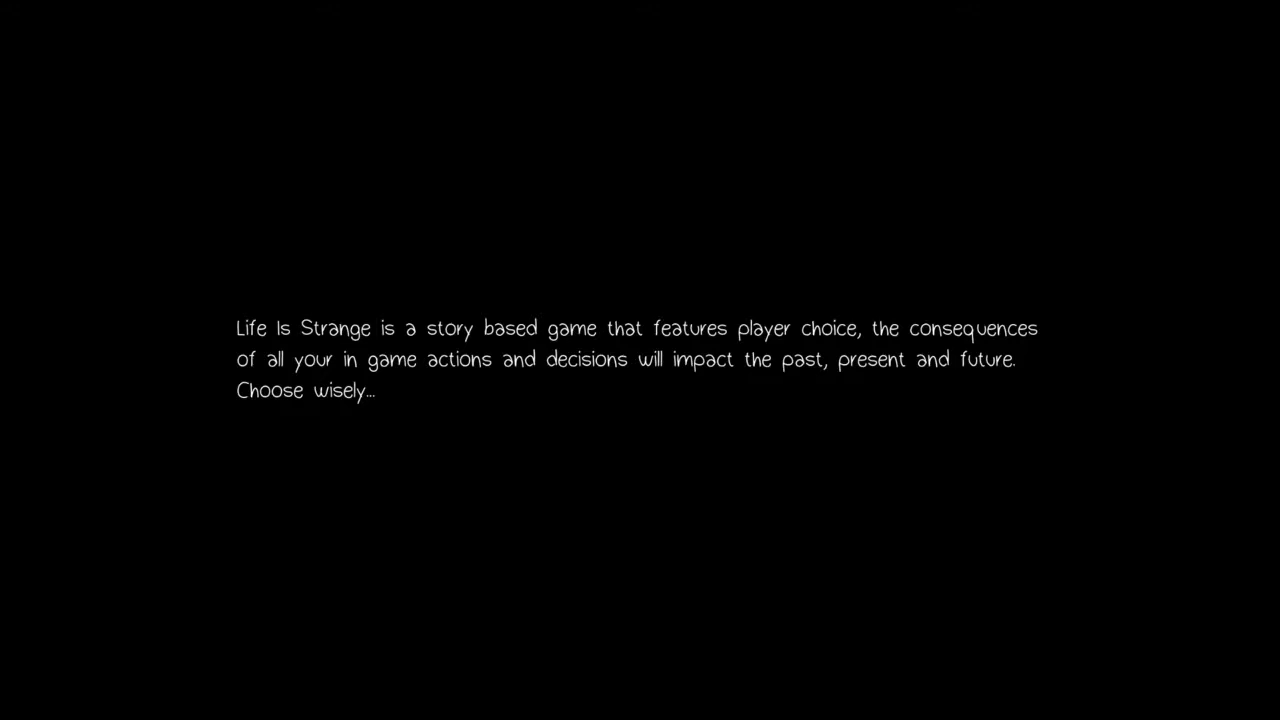 Life Is Strange is a story based game that features player choice, the consequences
of all your in game actions and decisions will impact the past, present and future.
Choose wisely...